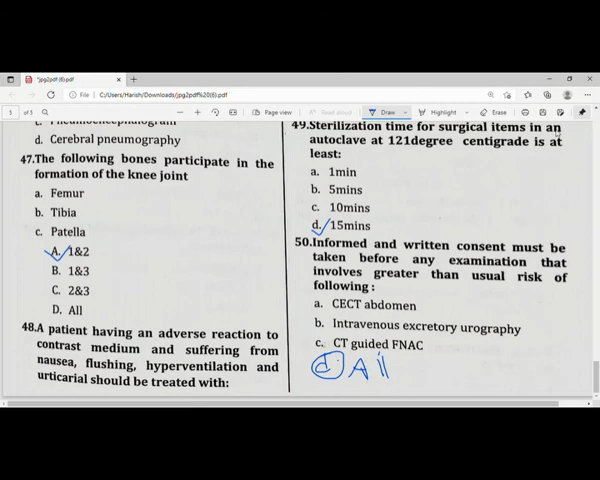 *jpg2pdf (6).pdf
File C:/Users/Harish/Downloads/jpg2pdf%20(6).pdf
1 of 5 Page view Read aloud Draw Highlight Erase
d. Cerebral pneumography
47.The following bones participate in the
formation of the knee joint
a. Femur
b. Tibia
c. Patella
A. 1&2
B. 1&3
C. 2&3
D. All
48.A patient having an adverse reaction to
contrast medium and suffering from
nausea, flushing, hyperventilation and
urticarial should be treated with:
49.Sterilization time for surgical items in an
autoclave at 121degree centigrade is at
least:
a. 1min
b. 5mins
c. 10mins
d. 15mins
50.Informed and written consent must be
taken before any examination that
involves greater than usual risk of
following :
a. CECT abdomen
b. Intravenous excretory urography
c. CT guided FNAC
d. All